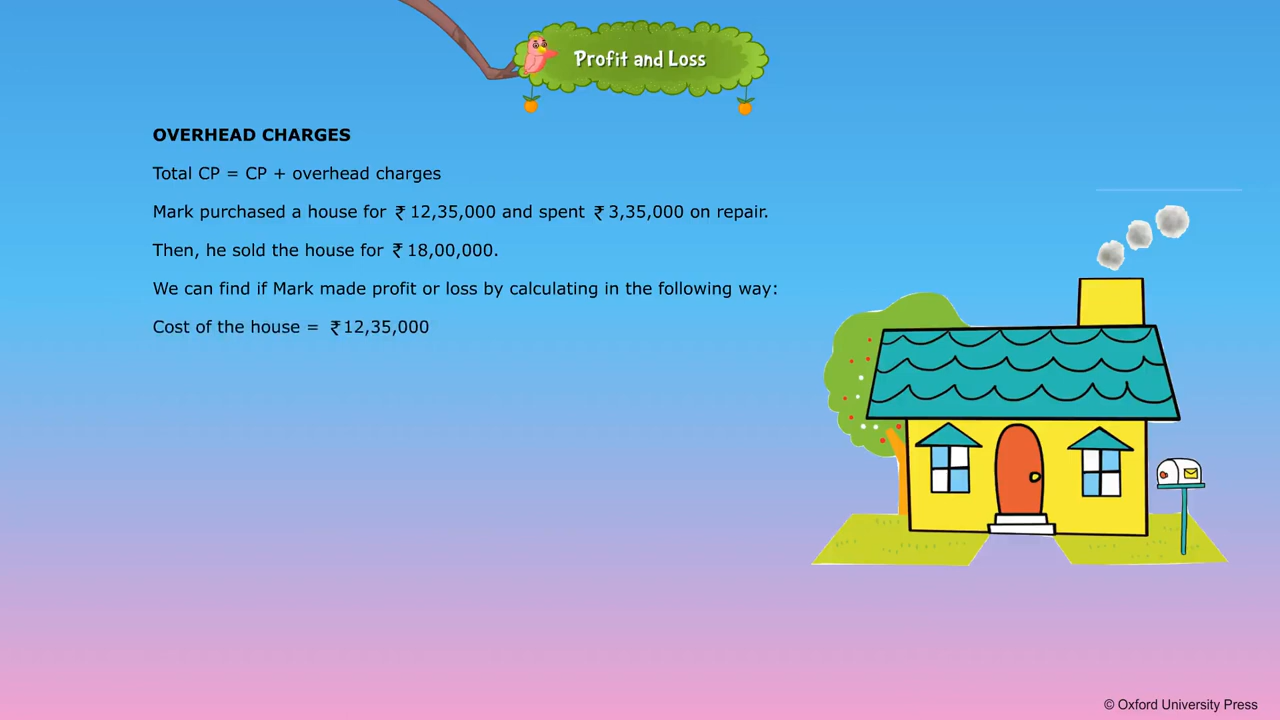 Profit and Loss
OVERHEAD CHARGES
Total CP = CP + overhead charges
Mark purchased a house for ₹ 12,35,000 and spent ₹ 3,35,000 on repair.
Then, he sold the house for ₹ 18,00,000.
We can find if Mark made profit or loss by calculating in the following way:
Cost of the house = ₹ 12,35,000
© Oxford University Press